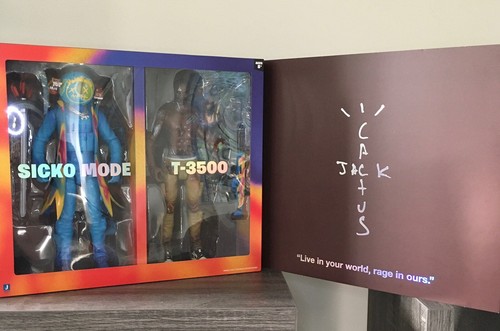 SICKO MODE
T-3500
CACTUS
JACK
"Live in your world, rage in ours."